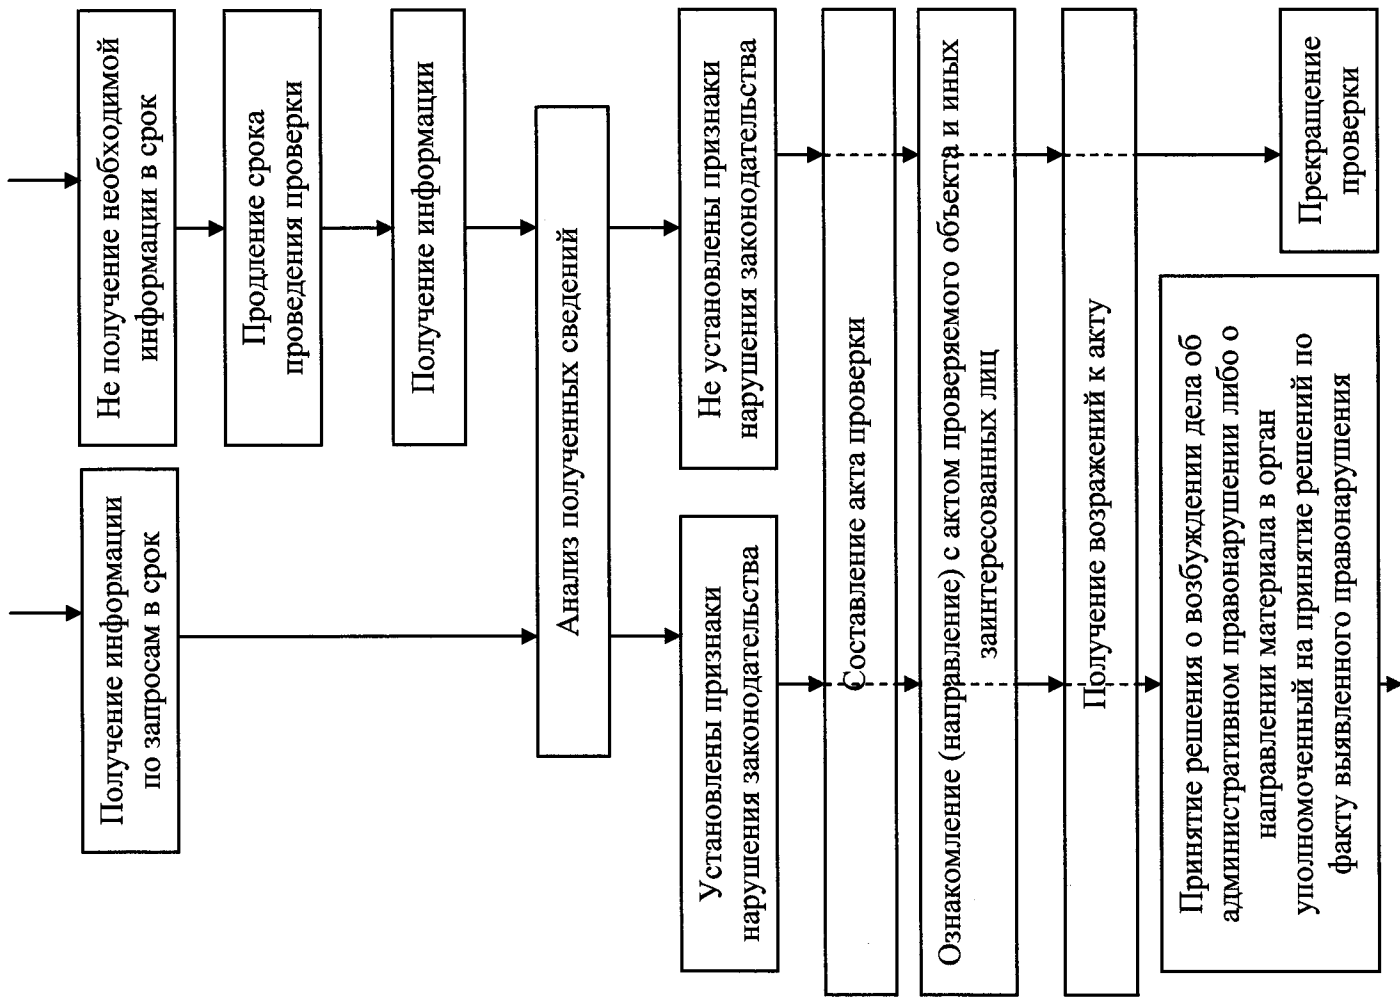 Получение информации
по запросам в срок
Не получение необходимой
информации в срок
Продление срока
проведения проверки
Получение информации
Анализ полученных сведений
Установлены признаки
нарушения законодательства
Не установлены признаки
нарушения законодательства
Составление акта проверки
Ознакомление (направление) с актом проверяемого объекта и иных
заинтересованных лиц
Получение возражений к акту
Принятие решения о возбуждении дела об
административном правонарушении либо о
направлении материала в орган
уполномоченный на принятие решений по
факту выявленного правонарушения
Прекращение
проверки